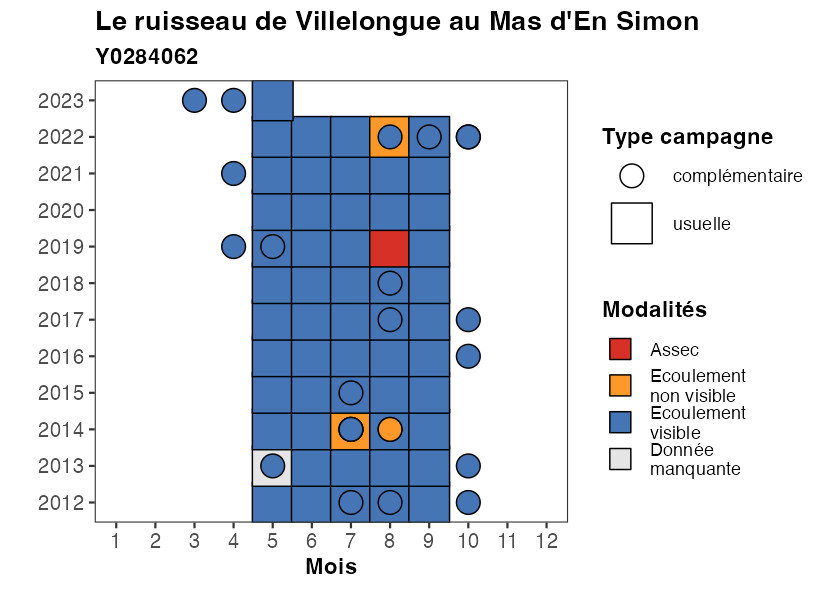 Le ruisseau de Villelongue au Mas d'En Simon
Y0284062
2023
2022
2021
2020
2019
2018
2017
2016
2015
2014
2013
2012
1 2 3 4 5 6 7 8 9 10 11 12
Mois
Type campagne
complémentaire
usuelle
Modalités
Assec
Ecoulement
non visible
Ecoulement
visible
Donnée
manquante